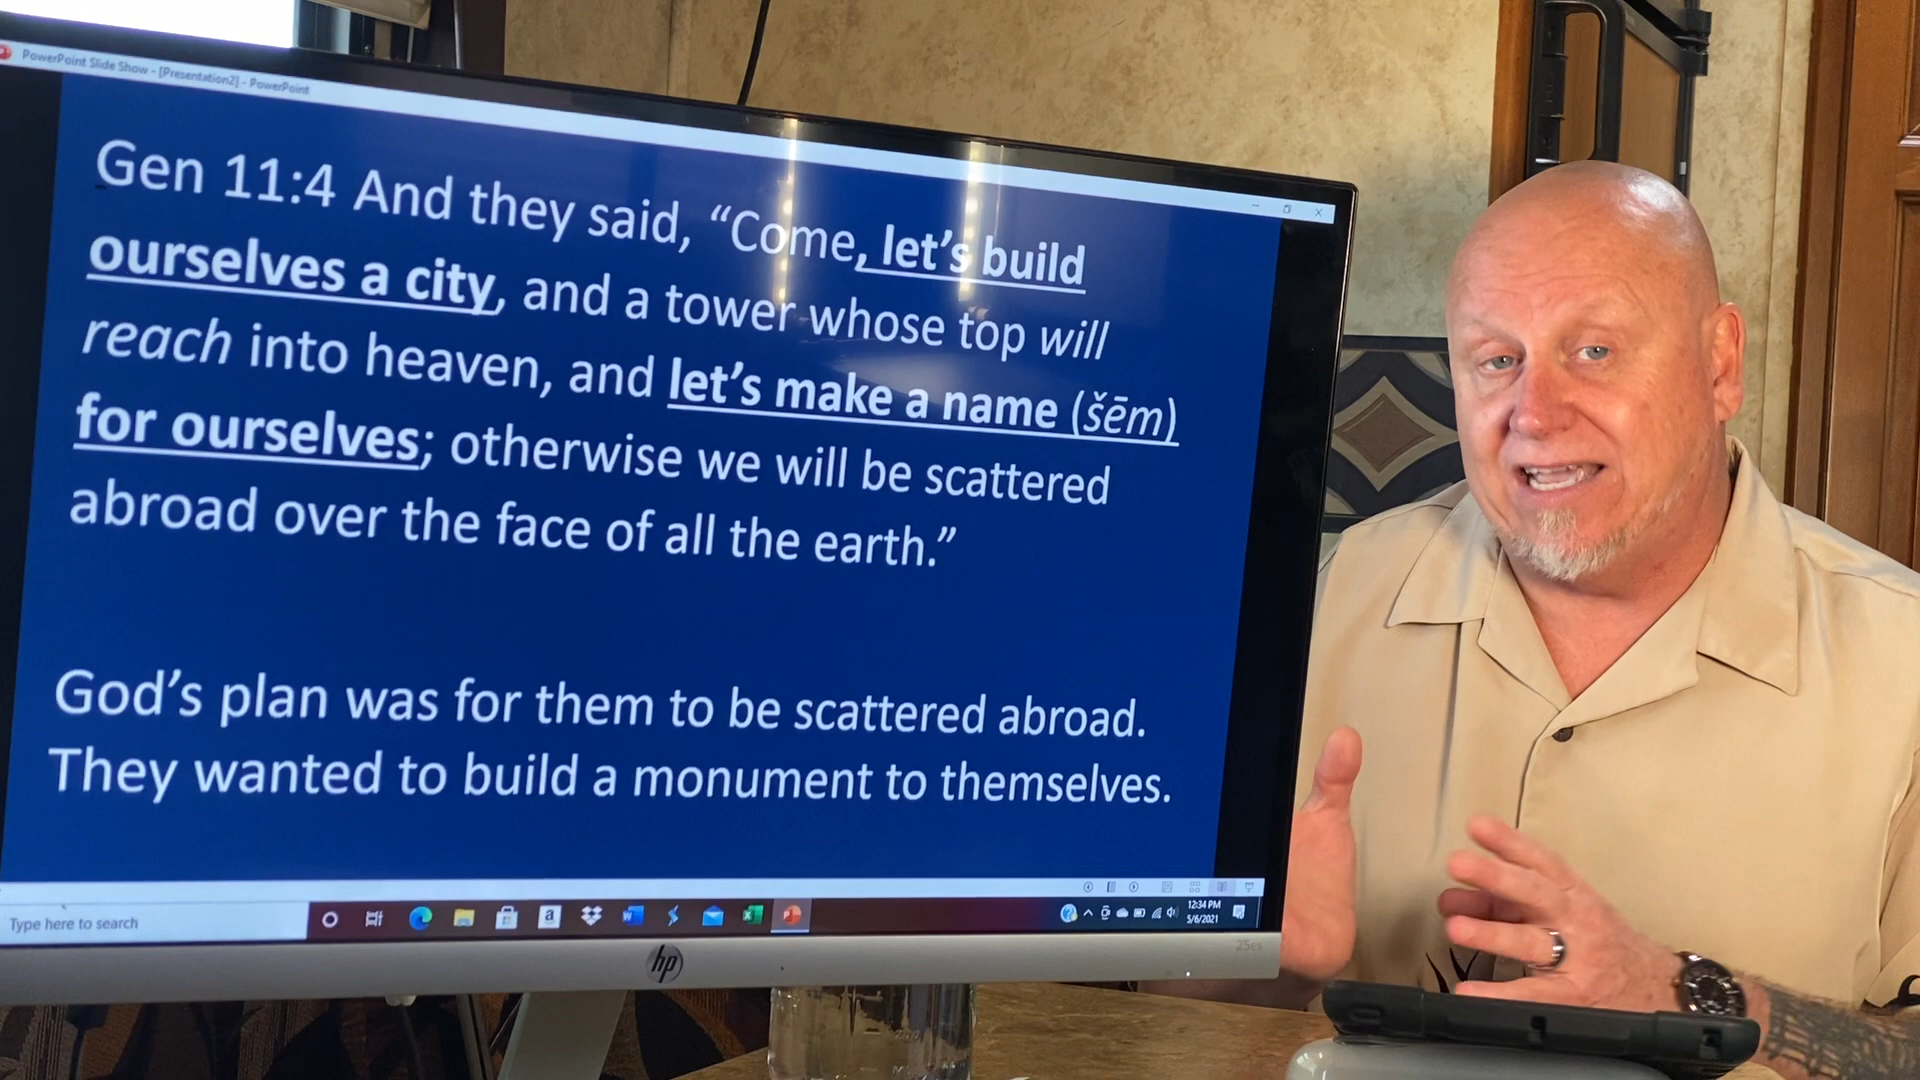 PowerPoint Slide Show - [Presentation2] - PowerPoint
Gen 11:4 And they said, “Come, let’s build
ourselves a city, and a tower whose top will
reach into heaven, and let’s make a name (šēm)
for ourselves; otherwise we will be scattered
abroad over the face of all the earth.”
God’s plan was for them to be scattered abroad.
They wanted to build a monument to themselves.
Type here to search
12:34 PM
5/6/2021
hp
25es